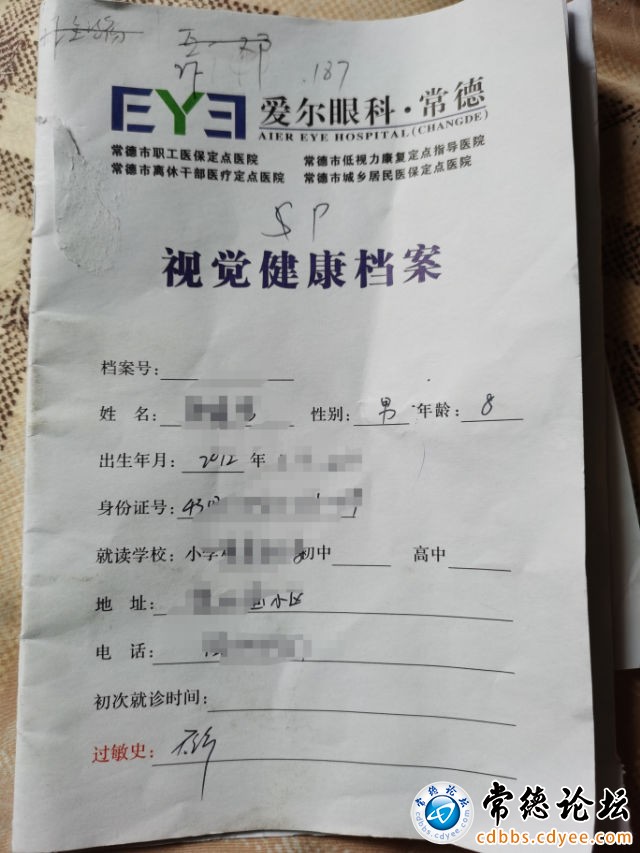 .187
EYE 爱尔眼科·常德
AIER EYE HOSPITAL(CHANGDE)
常德市职工医保定点医院 常德市低视力康复定点指导医院
常德市离休干部医疗定点医院 常德市城乡居民医保定点医院
SP
视觉健康档案
档案号:
姓 名: 性别: 男 年龄: 8
出生年月: 2012 年
身份证号: 43
就读学校: 小学 初中 高中
地 址: 小区
电 话:
初次就诊时间:
过敏史:
常德论坛
cdbbs.cdyee.com